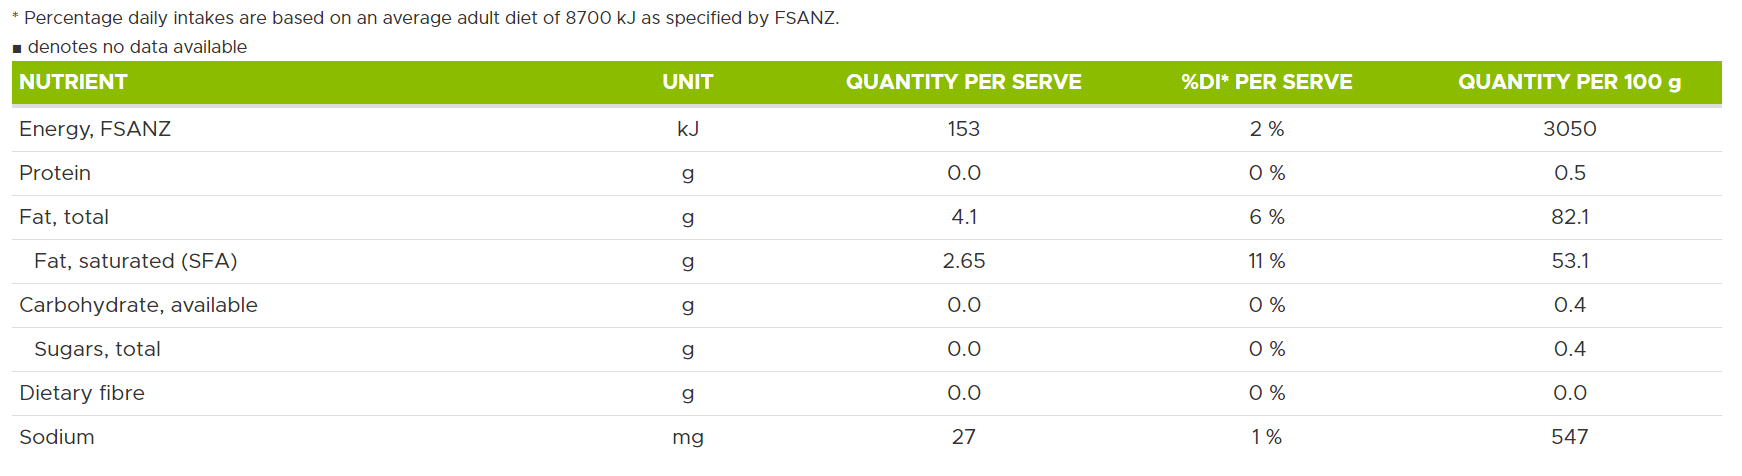 * Percentage daily intakes are based on an average adult diet of 8700 kJ as specified by FSANZ.
■ denotes no data available
NUTRIENT UNIT QUANTITY PER SERVE %DI* PER SERVE QUANTITY PER 100 g
Energy, FSANZ kJ 153 2 % 3050
Protein g 0.0 0 % 0.5
Fat, total g 4.1 6 % 82.1
Fat, saturated (SFA) g 2.65 11 % 53.1
Carbohydrate, available g 0.0 0 % 0.4
Sugars, total g 0.0 0 % 0.4
Dietary fibre g 0.0 0 % 0.0
Sodium mg 27 1 % 547